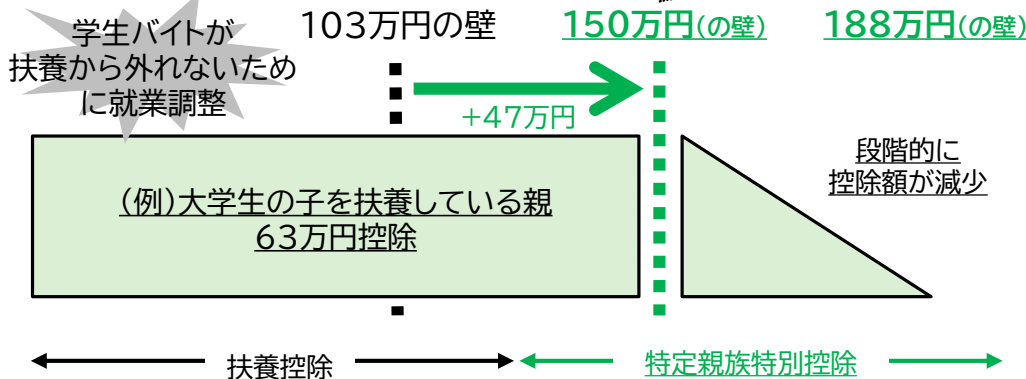 学生バイトが
扶養から外れないため
に就業調整
103万円の壁
150万円(の壁)
188万円(の壁)
+47万円
(例)大学生の子を扶養している親
63万円控除
段階的に
控除額が減少
扶養控除
特定親族特別控除